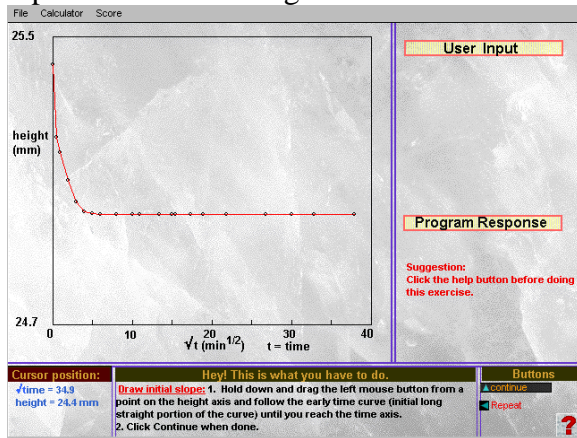 File Calculator Score
25.5
User Input
height
(mm)
Program Response
Suggestion:
Click the help button before doing
this exercise.
24.7
0 10 20 30 40
√t (min^1/2) t = time
Cursor position:
√time = 34.9
height = 24.4 mm
Hey! This is what you have to do.
Draw initial slope: 1. Hold down and drag the left mouse button from a
point on the height axis and follow the early time curve (initial long
straight portion of the curve) until you reach the time axis.
2. Click Continue when done.
Buttons
continue
Repeat
?